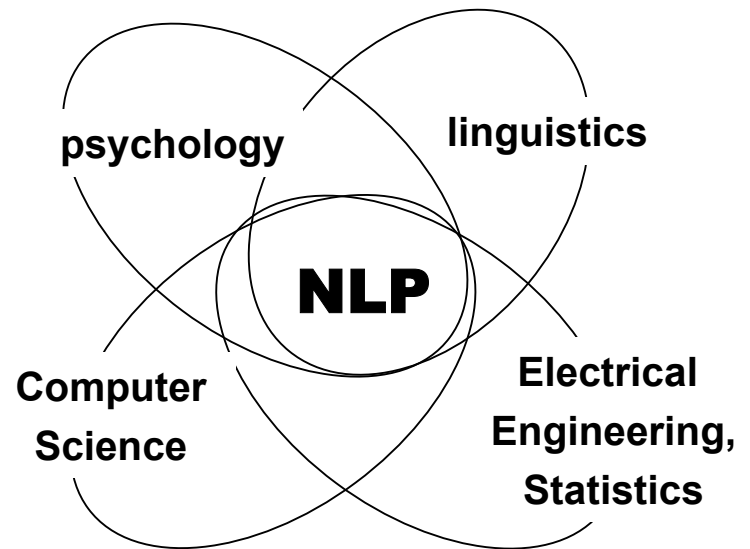 psychology
linguistics
NLP
Computer
Science
Electrical
Engineering,
Statistics